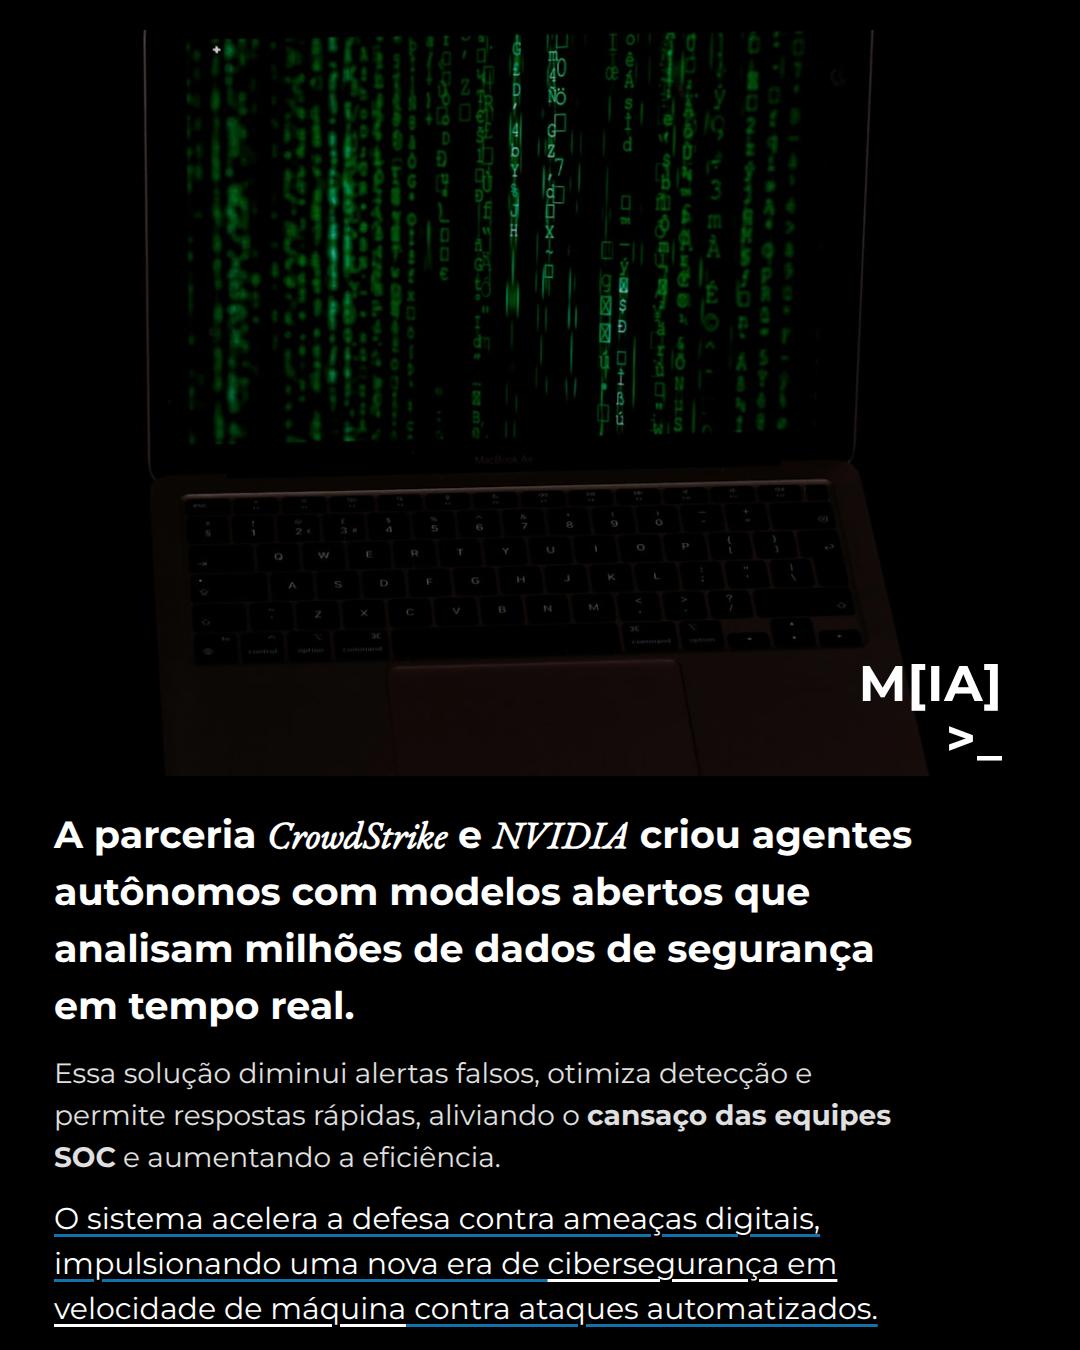 MacBook Air
M[IA]
>_
A parceria CrowdStrike e NVIDIA criou agentes
autônomos com modelos abertos que
analisam milhões de dados de segurança
em tempo real.
Essa solução diminui alertas falsos, otimiza detecção e
permite respostas rápidas, aliviando o cansaço das equipes
SOC e aumentando a eficiência.
O sistema acelera a defesa contra ameaças digitais,
impulsionando uma nova era de cibersegurança em
velocidade de máquina contra ataques automatizados.